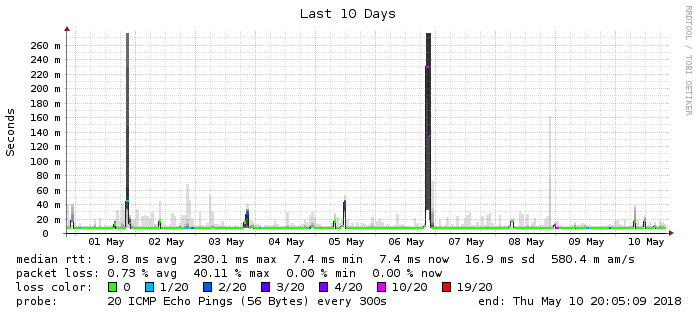 Last 10 Days
RRDTOOL / TOBI OETIKER
Seconds
260 m
240 m
220 m
200 m
180 m
160 m
140 m
120 m
100 m
80 m
60 m
40 m
20 m
0
01 May 02 May 03 May 04 May 05 May 06 May 07 May 08 May 09 May 10 May
median rtt: 9.8 ms avg 230.1 ms max 7.4 ms min 7.4 ms now 16.9 ms sd 580.4 m am/s
packet loss: 0.73 % avg 40.11 % max 0.00 % min 0.00 % now
loss color: 0 1/20 2/20 3/20 4/20 10/20 19/20
probe: 20 ICMP Echo Pings (56 Bytes) every 300s end: Thu May 10 20:05:09 2018